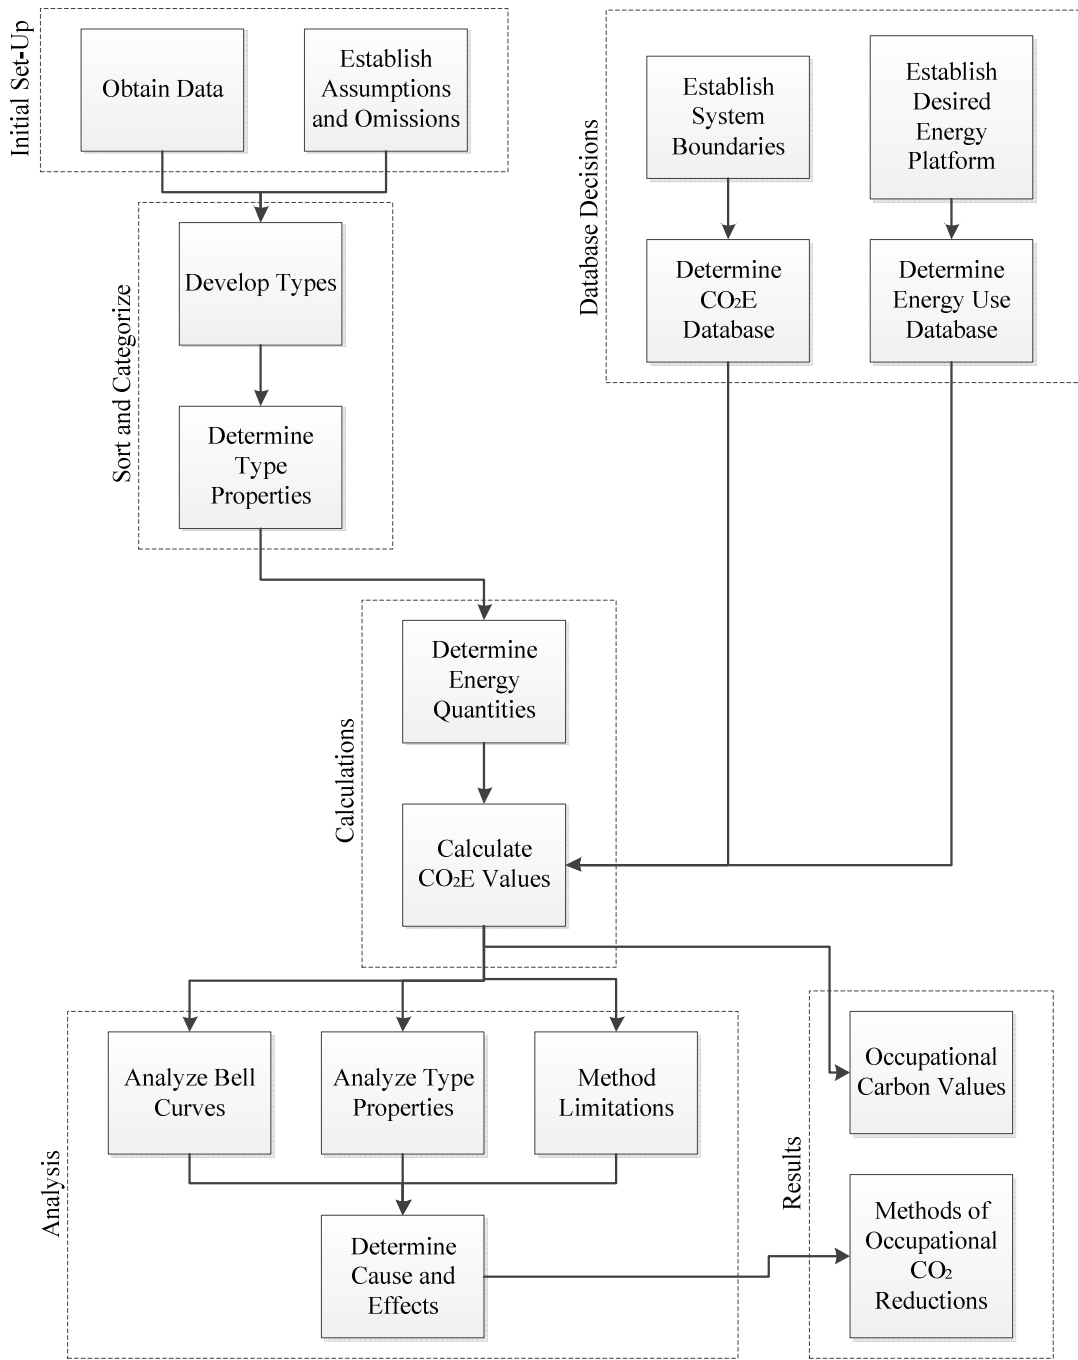 Initial Set-Up
Obtain Data
Establish
Assumptions
and Omissions
Database Decisions
Establish
System
Boundaries
Establish
Desired
Energy
Platform
Determine
CO₂E
Database
Determine
Energy Use
Database
Sort and Categorize
Develop Types
Determine
Type
Properties
Calculations
Determine
Energy
Quantities
Calculate
CO₂E Values
Analysis
Analyze Bell
Curves
Analyze Type
Properties
Method
Limitations
Determine
Cause and
Effects
Results
Occupational
Carbon Values
Methods of
Occupational
CO₂
Reductions